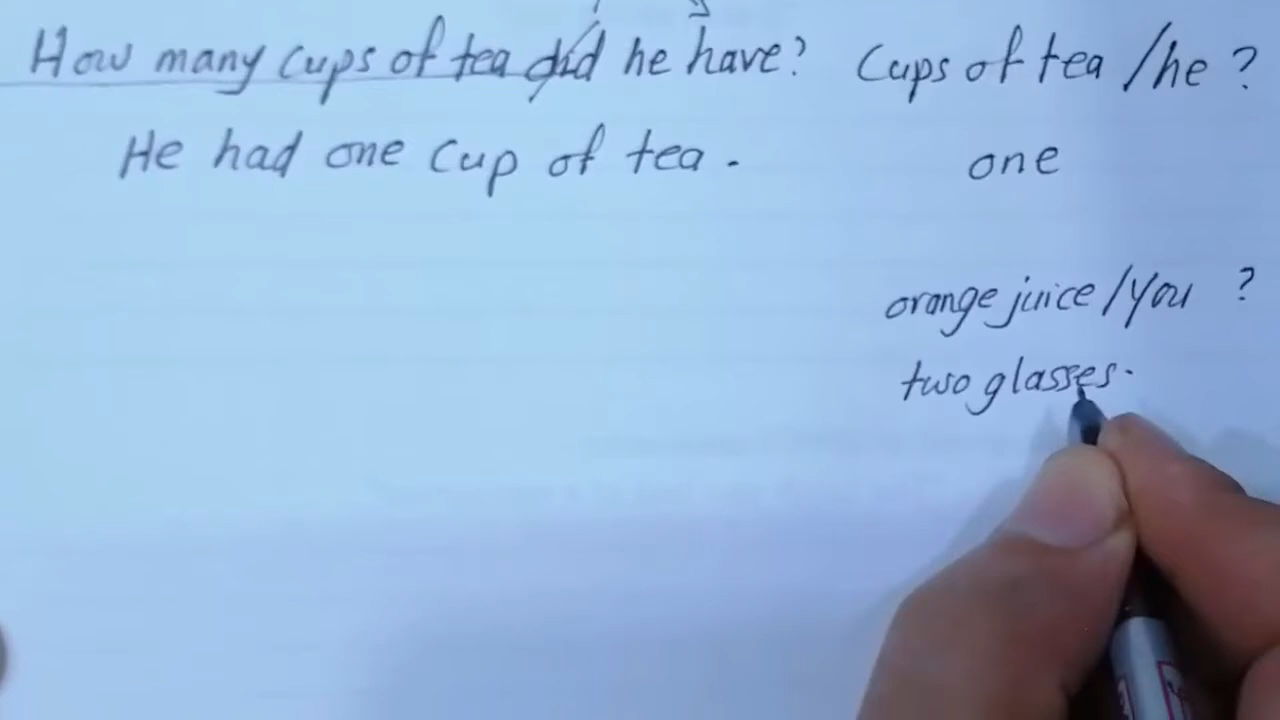 How many cups of tea did he have? Cups of tea / he ?
He had one cup of tea. one
orange juice / you ?
two glasses.